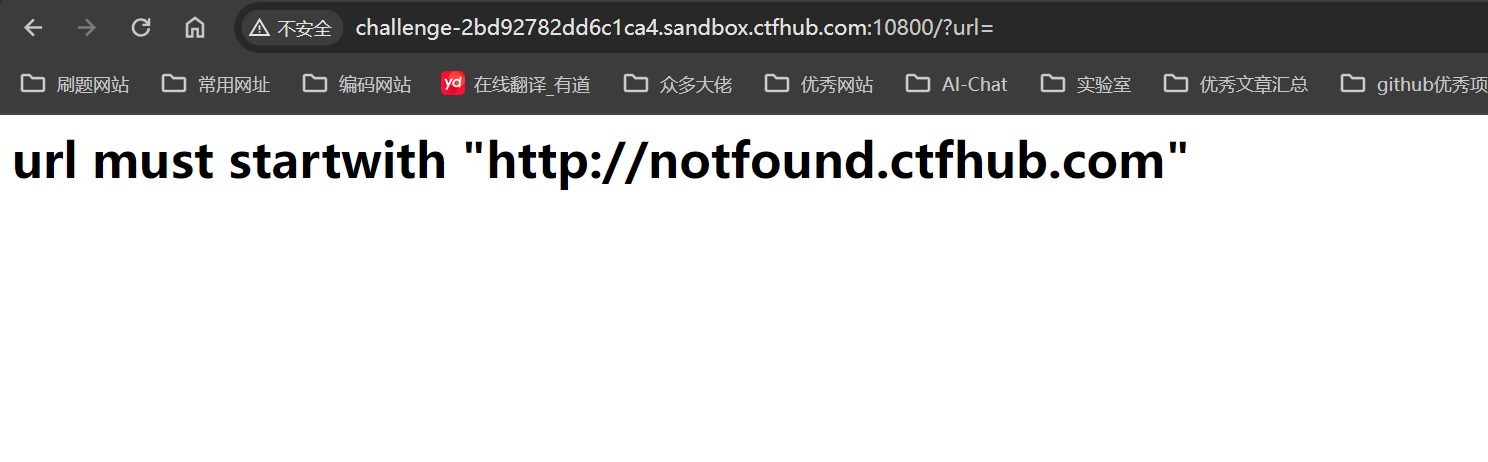 不安全 challenge-2bd92782dd6c1ca4.sandbox.ctfhub.com:10800/?url=
刷题网站 常用网址 编码网站 yd 在线翻译_有道 众多大佬 优秀网站 AI-Chat 实验室 优秀文章汇总 github优秀项
url must startwith "http://notfound.ctfhub.com"